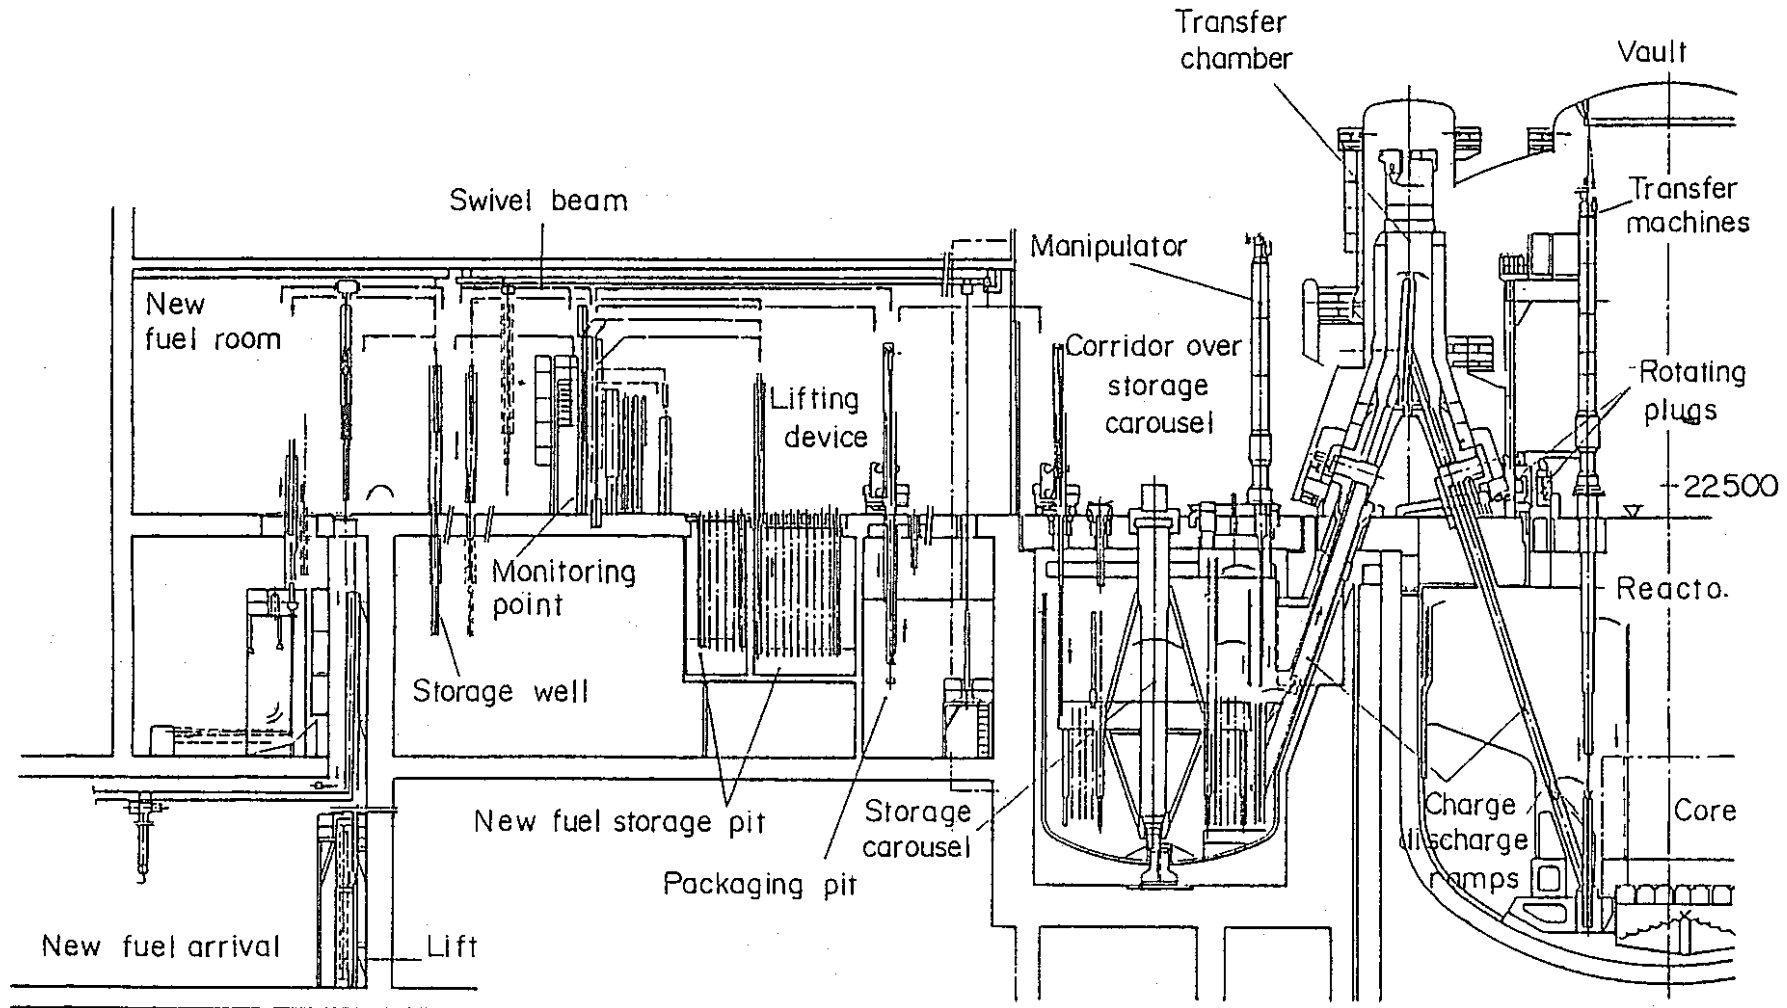 Transfer
chamber
Vault
Swivel beam
Manipulator
Transfer
machines
New
fuel room
Corridor over
storage
carousel
Lifting
device
Rotating
plugs
22500
Monitoring
point
Reacto.
Storage well
New fuel storage pit
Storage
carousel
Charge
discharge
ramps
Core
Packaging pit
New fuel arrival
Lift